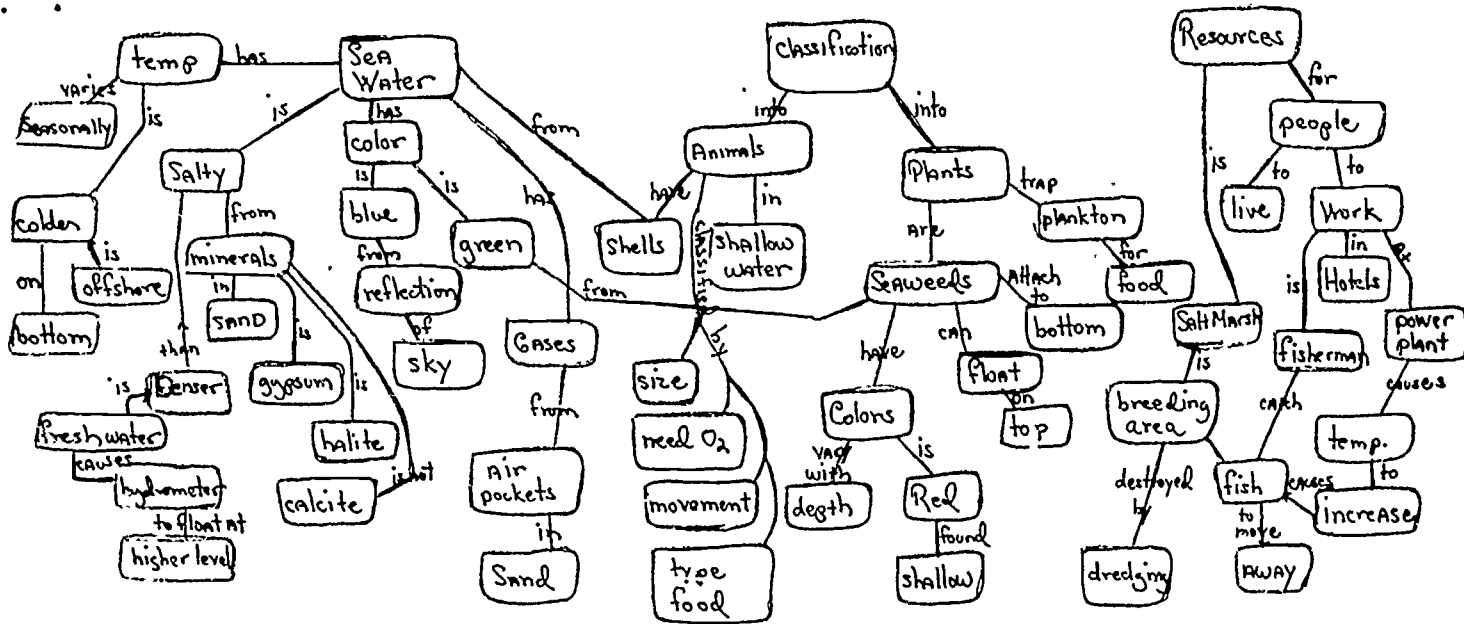 temp
has
Sea
Water
varies
Seasonally
is
colder
is
offshore
on
bottom
is
Salty
from
minerals
in
SAND
is
gypsum
is
halite
is not
calcite
than
Denser
is
freshwater
causes
hydrometer
to float at
higher level
has
color
is
blue
from
reflection
of
sky
is
green
from
has
Gases
from
Air
pockets
in
Sand
from
Shells
Classification
into
Animals
have
in
shallow
water
by
size
need O2
movement
type
food
into
Plants
trap
plankton
for
food
Are
Seaweeds
Attach
to
bottom
can
float
on
top
have
Colors
vary
with
depth
is
Red
found
shallow
Resources
is
Salt Marsh
is
breeding
area
destroyed
by
dredging
for
people
to
live
to
Work
in
Hotels
is
fisherman
catch
fish
to
move
AWAY
At
power
plant
causes
temp.
to
increase
causes